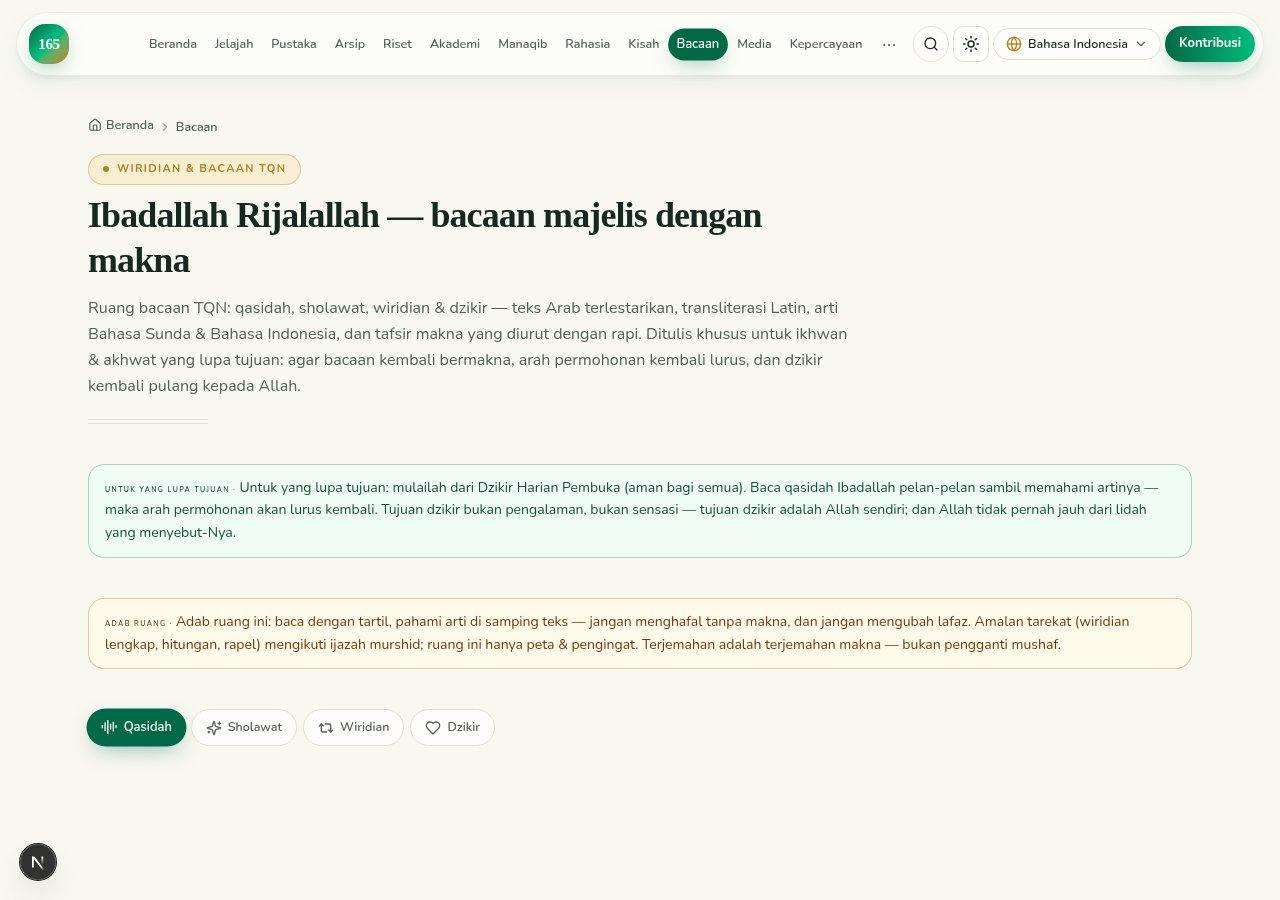 165
Beranda Jelajah Pustaka Arsip Riset Akademi Manaqib Rahasia Kisah Bacaan Media Kepercayaan ... Bahasa Indonesia Kontribusi
Beranda > Bacaan
WIRIDIAN & BACAAN TQN
Ibadallah Rijalallah — bacaan majelis dengan
makna
Ruang bacaan TQN: qasidah, sholawat, wiridian & dzikir — teks Arab terlestarikan, transliterasi Latin, arti
Bahasa Sunda & Bahasa Indonesia, dan tafsir makna yang diurut dengan rapi. Ditulis khusus untuk ikhwan
& akhwat yang lupa tujuan: agar bacaan kembali bermakna, arah permohonan kembali lurus, dan dzikir
kembali pulang kepada Allah.
UNTUK YANG LUPA TUJUAN · Untuk yang lupa tujuan: mulailah dari Dzikir Harian Pembuka (aman bagi semua). Baca qasidah Ibadallah pelan-pelan sambil memahami artinya —
maka arah permohonan akan lurus kembali. Tujuan dzikir bukan pengalaman, bukan sensasi — tujuan dzikir adalah Allah sendiri; dan Allah tidak pernah jauh dari lidah
yang menyebut-Nya.
ADAB RUANG · Adab ruang ini: baca dengan tartil, pahami arti di samping teks — jangan menghafal tanpa makna, dan jangan mengubah lafaz. Amalan tarekat (wiridian
lengkap, hitungan, rapel) mengikuti ijazah murshid; ruang ini hanya peta & pengingat. Terjemahan adalah terjemahan makna — bukan pengganti mushaf.
Qasidah Sholawat Wiridian Dzikir
N